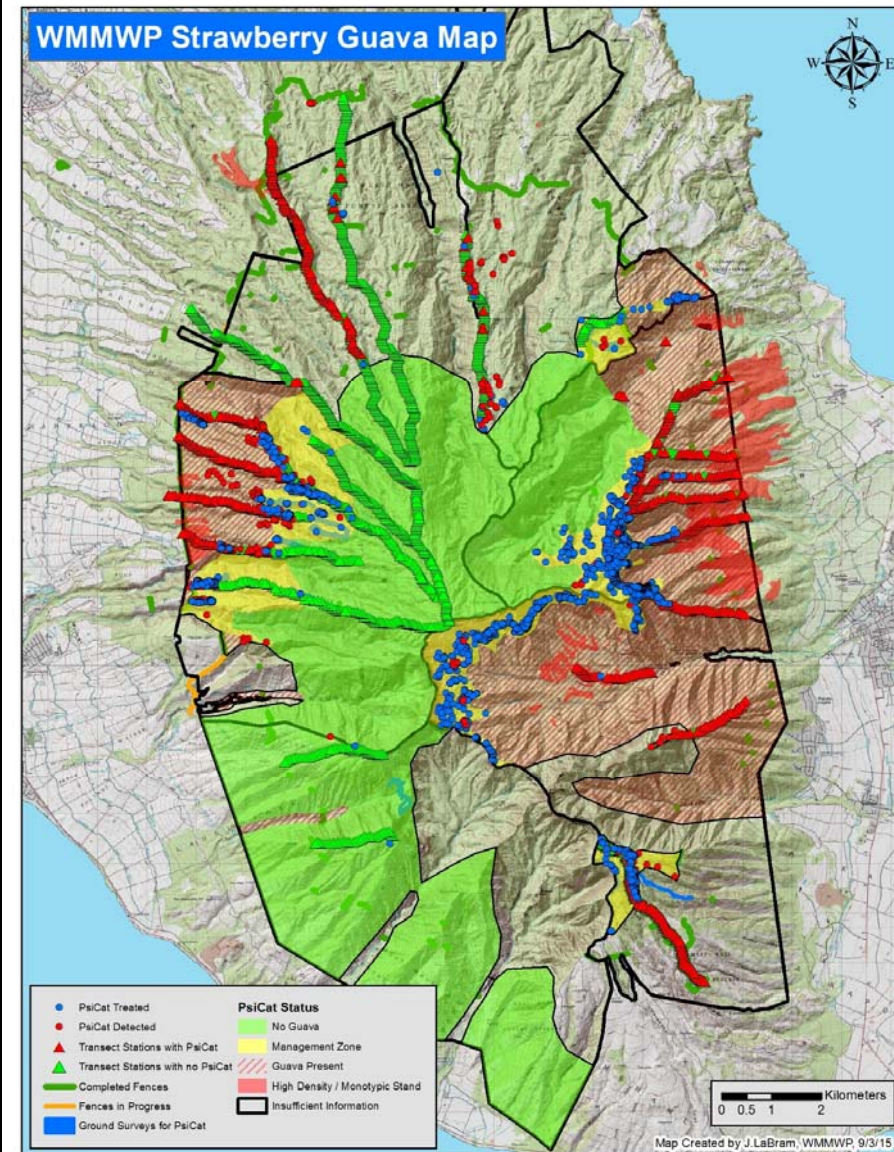 WMMWP Strawberry Guava Map
N
W E
S
PsiCat Treated
PsiCat Detected
Transect Stations with PsiCat
Transect Stations with no PsiCat
Completed Fences
Fences in Progress
Ground Surveys for PsiCat
PsiCat Status
No Guava
Management Zone
Guava Present
High Density / Monotypic Stand
Insufficient Information
Kilometers
0 0.5 1 2
Map Created by J.LaBram, WMMWP, 9/3/15